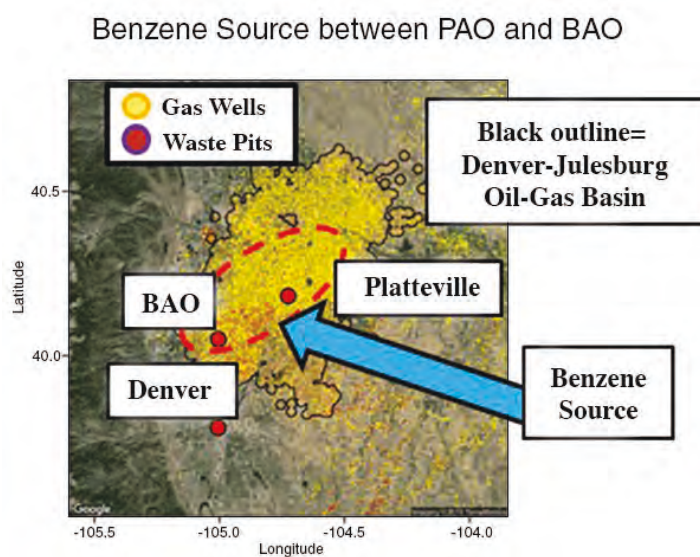 Benzene Source between PAO and BAO
Gas Wells
Waste Pits
Black outline=
Denver-Julesburg
Oil-Gas Basin
40.5
Latitude
BAO
Platteville
40.0
Denver
Benzene
Source
Google
-105.5
-105.0
-104.5
-104.0
Longitude